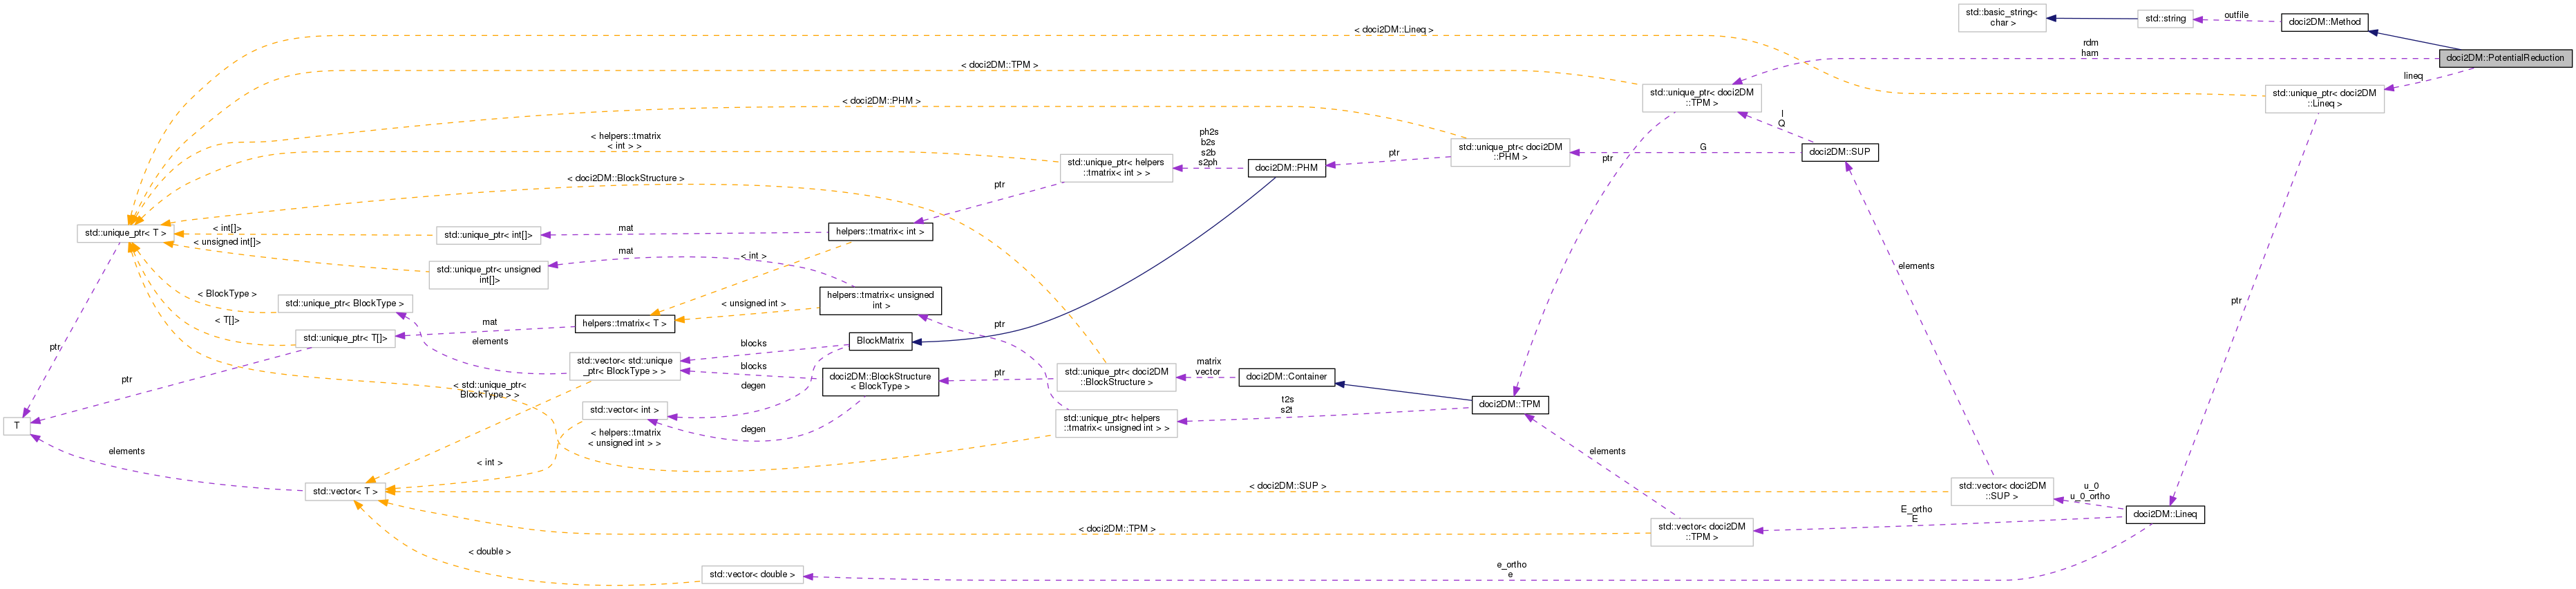 std::basic_string<
char >
std::string
outfile
doci2DM::Method
doci2DM::PotentialReduction
< doci2DM::Lineq >
rdm
ham
lineq
< doci2DM::TPM >
std::unique_ptr< doci2DM
::TPM >
std::unique_ptr< doci2DM
::Lineq >
< doci2DM::PHM >
I
Q
< helpers::tmatrix
< int > >
ph2s
b2s
s2b
s2ph
std::unique_ptr< helpers
::tmatrix< int > >
doci2DM::PHM
ptr
std::unique_ptr< doci2DM
::PHM >
G
doci2DM::SUP
ptr
< doci2DM::BlockStructure >
ptr
std::unique_ptr< T >
< int[]>
< unsigned int[]>
std::unique_ptr< int[]>
mat
helpers::tmatrix< int >
std::unique_ptr< unsigned
int[]>
mat
< int >
elements
< BlockType >
std::unique_ptr< BlockType >
helpers::tmatrix< unsigned
int >
< unsigned int >
ptr
< T[]>
std::unique_ptr< T[]>
mat
helpers::tmatrix< T >
ptr
elements
ptr
BlockMatrix
blocks
std::vector< std::unique
_ptr< BlockType > >
blocks
doci2DM::BlockStructure
< BlockType >
ptr
std::unique_ptr< doci2DM
::BlockStructure >
matrix
vector
doci2DM::Container
ptr
< std::unique_ptr<
BlockType > >
degen
std::vector< int >
t2s
s2t
doci2DM::TPM
T
std::unique_ptr< helpers
::tmatrix< unsigned int > >
degen
< helpers::tmatrix
< unsigned int > >
elements
elements
< int >
std::vector< T >
< doci2DM::SUP >
std::vector< doci2DM
::SUP >
u_0
u_0_ortho
doci2DM::Lineq
< doci2DM::TPM >
std::vector< doci2DM
::TPM >
E_ortho
E
< double >
std::vector< double >
e_ortho
e